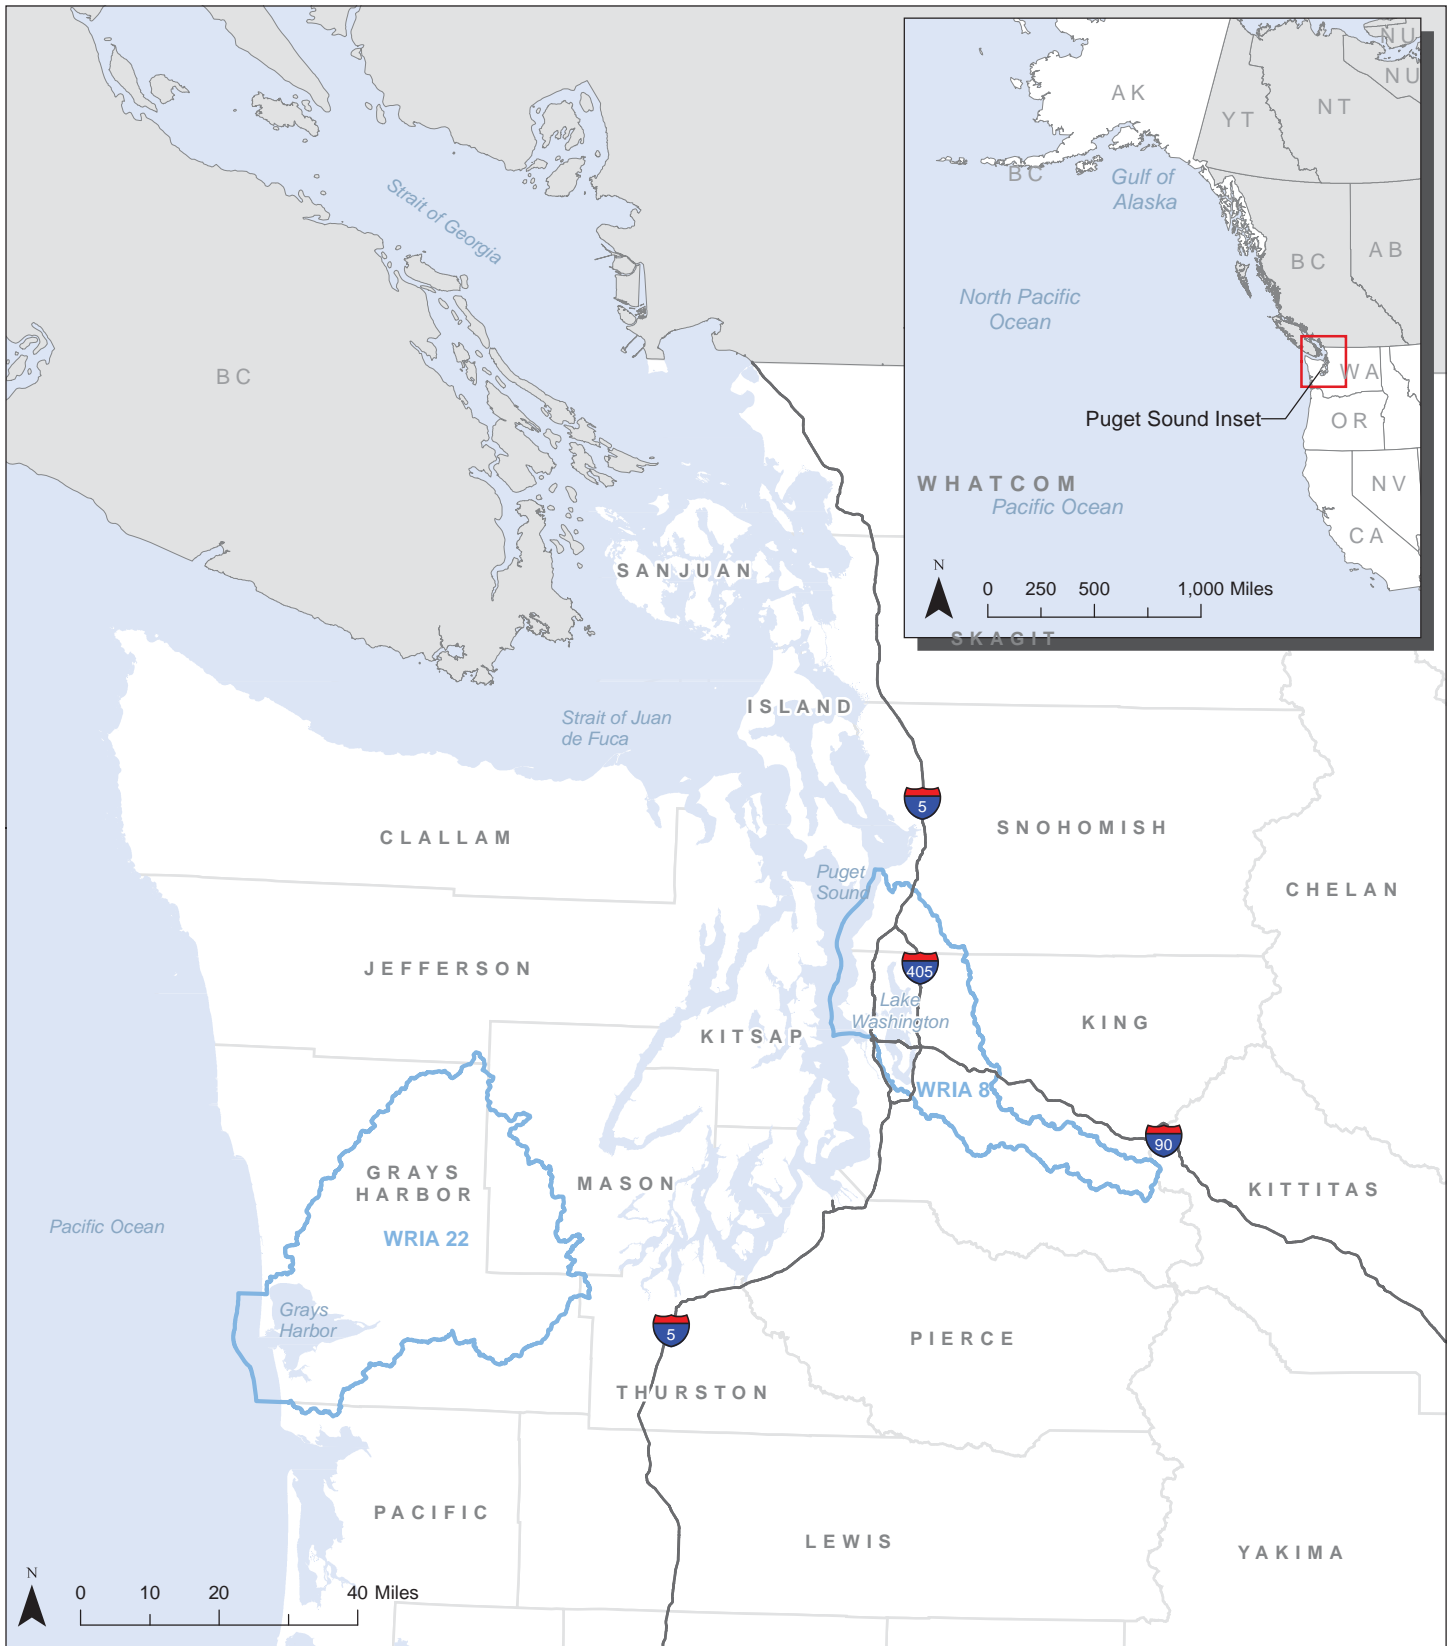 NU
NU
AK
NT
YT
BC
Gulf of
Alaska
Strait of Georgia
AB
BC
North Pacific
Ocean
BC
WA
Puget Sound Inset
OR
WHATCOM
NV
Pacific Ocean
CA
SAN JUAN
N
0 250 500 1,000 Miles
SKAGIT
ISLAND
Strait of Juan
de Fuca
5
SNOHOMISH
CLALLAM
Puget
Sound
CHELAN
JEFFERSON
405
Lake
Washington
KING
KITSAP
WRIA 8
90
GRAYS
HARBOR
MASON
KITTITAS
Pacific Ocean
WRIA 22
Grays
Harbor
5
PIERCE
THURSTON
PACIFIC
LEWIS
YAKIMA
N
0 10 20 40 Miles